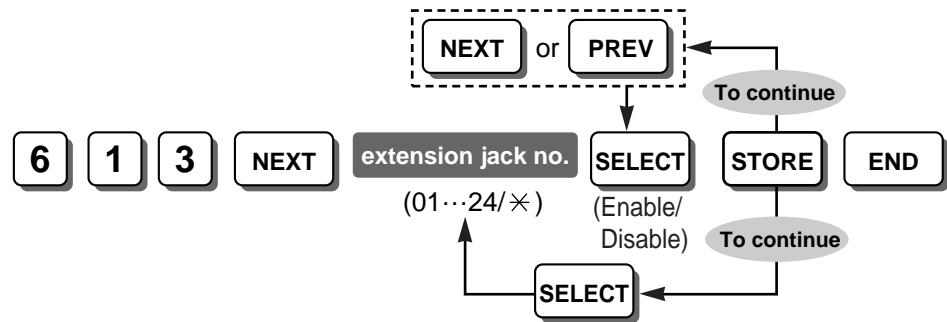 NEXT or PREV
To continue
6 1 3 NEXT extension jack no. SELECT STORE END
(01···24/✳)
(Enable/
Disable)
To continue
SELECT